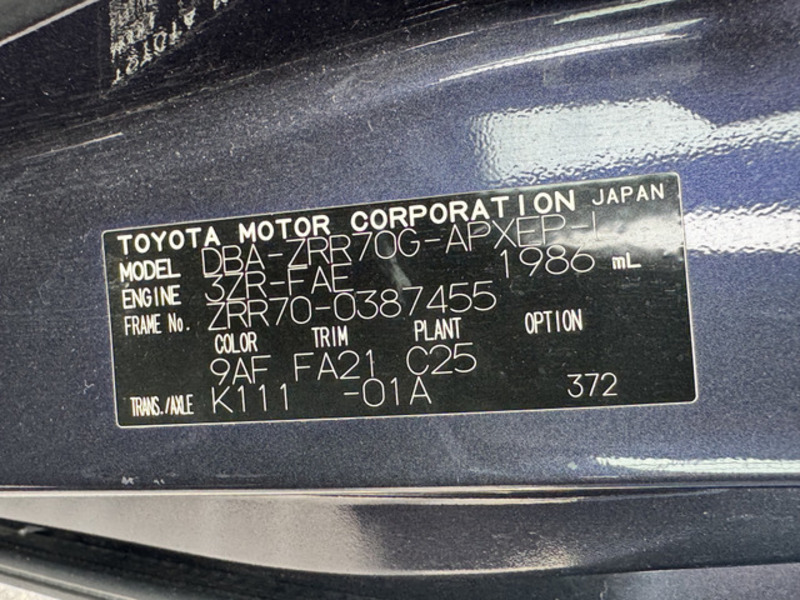 TOYOTA MOTOR CORPORATION JAPAN
MODEL DBA-ZRR70G-APXEP-L
ENGINE 3ZR-FAE 1986 mL
FRAME No. ZRR70-0387455
COLOR TRIM PLANT OPTION
9AF FA21 C25
TRANS./AXLE K111 -01A 372